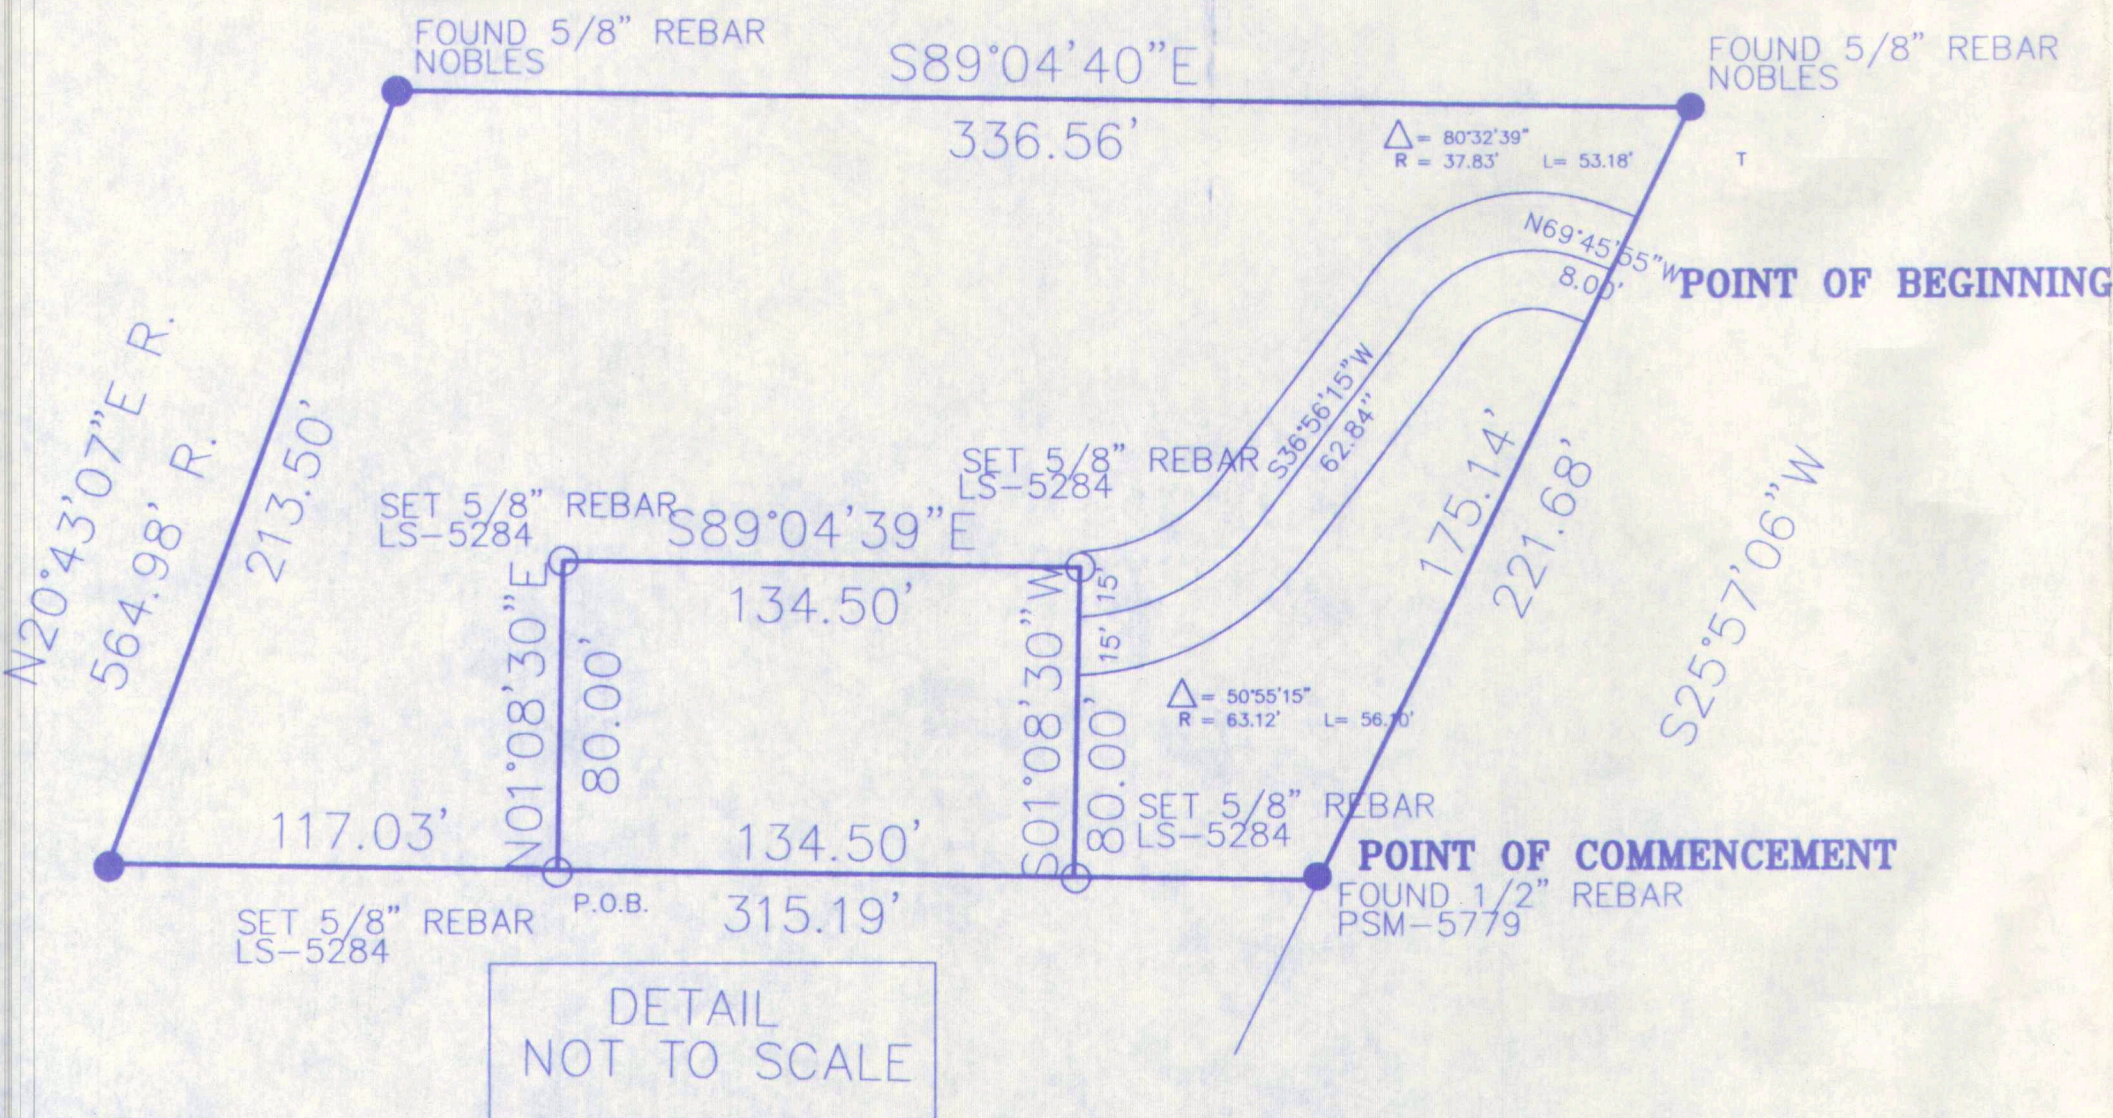 FOUND 5/8" REBAR
NOBLES
S89°04'40"E
336.56'
FOUND 5/8" REBAR
NOBLES
△= 80°32'39"
R = 37.83' L= 53.18'
T
N69°45'55"W
8.00'
POINT OF BEGINNING
N20°43'07"E R.
564.98' R.
213.50'
S36°56'15"W
62.84"
175.14'
221.68'
S25°57'06"W
SET 5/8" REBAR
LS-5284
SET 5/8" REBAR
LS-5284
S89°04'39"E
134.50'
N01°08'30"E
80.00'
S01°08'30"W
80.00'
15'
15'
△= 50°55'15"
R = 63.12' L= 56.10'
117.03'
134.50'
SET 5/8" REBAR
LS-5284
POINT OF COMMENCEMENT
FOUND 1/2" REBAR
PSM-5779
P.O.B.
315.19'
SET 5/8" REBAR
LS-5284
DETAIL
NOT TO SCALE